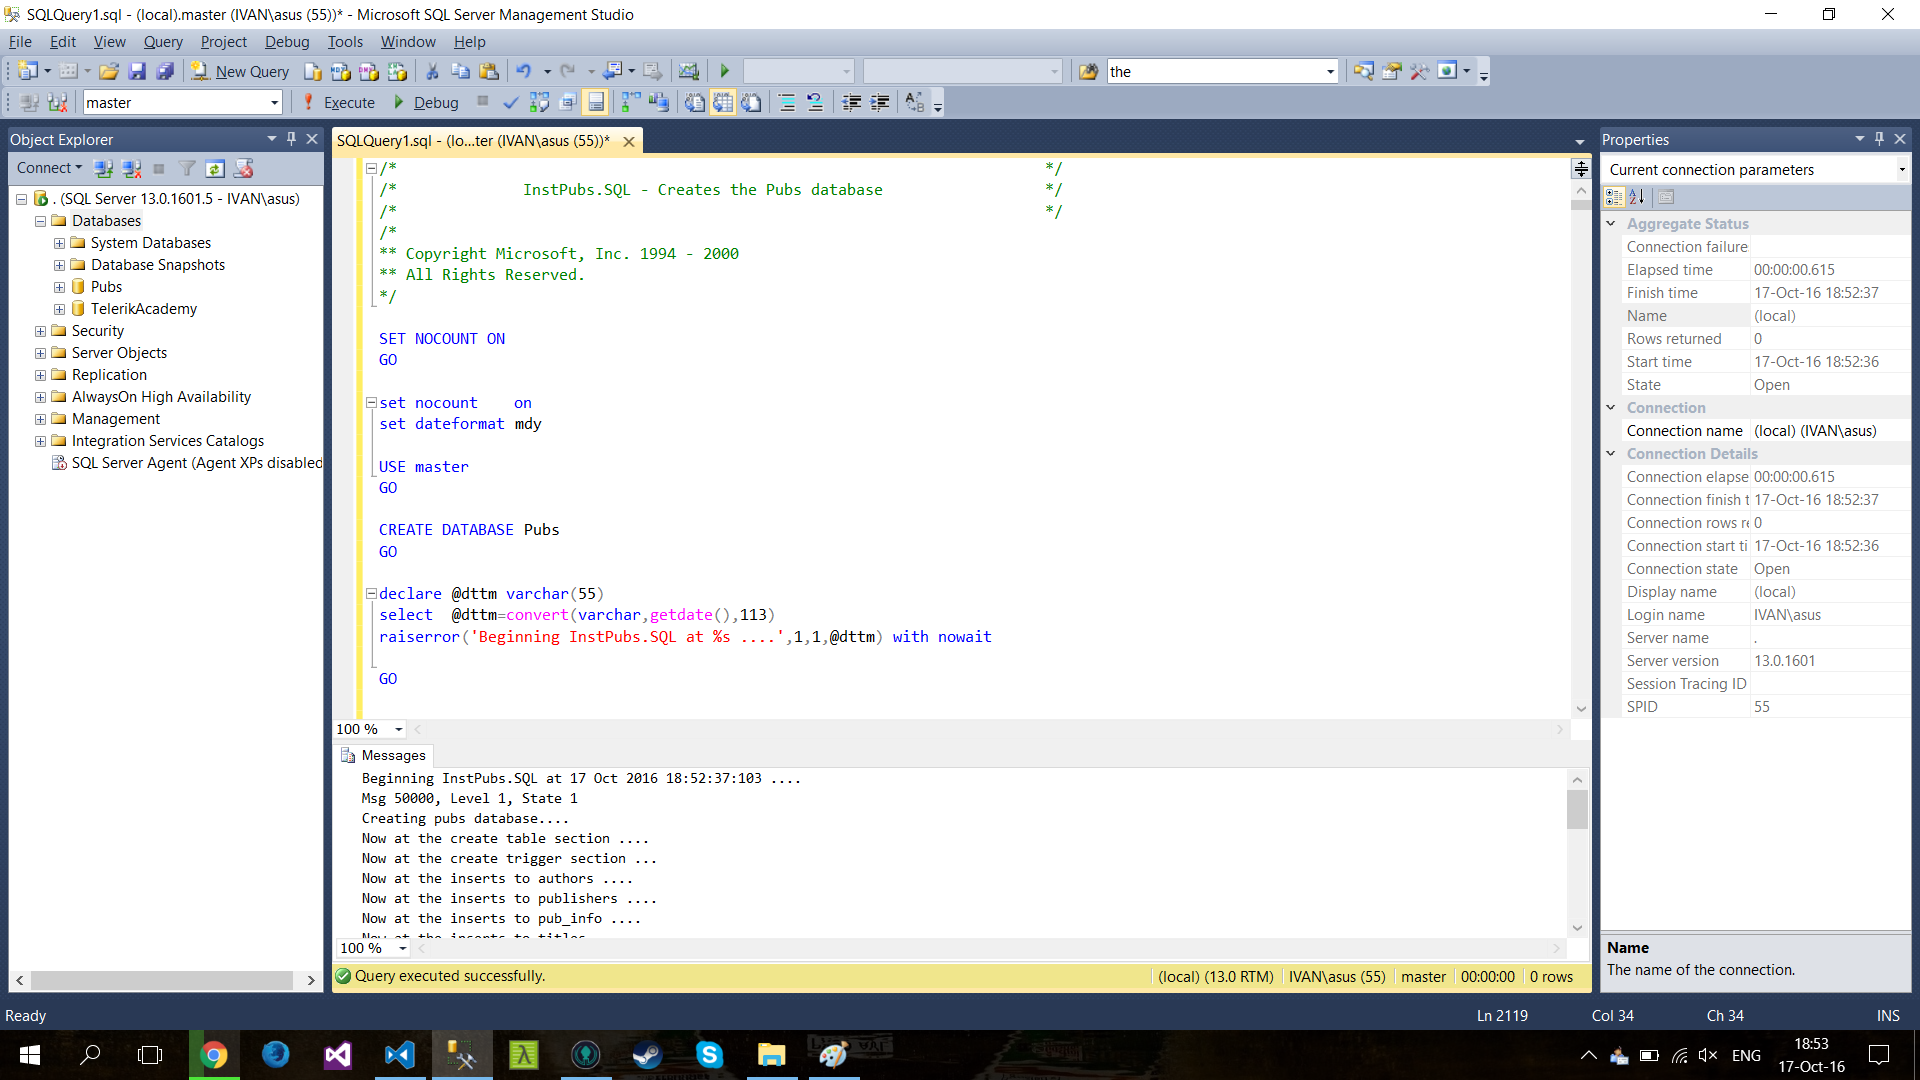 SQLQuery1.sql - (local).master (IVAN\asus (55))* - Microsoft SQL Server Management Studio
File Edit View Query Project Debug Tools Window Help
New Query the
master Execute Debug
Object Explorer
Connect
. (SQL Server 13.0.1601.5 - IVAN\asus)
Databases
System Databases
Database Snapshots
Pubs
TelerikAcademy
Security
Server Objects
Replication
AlwaysOn High Availability
Management
Integration Services Catalogs
SQL Server Agent (Agent XPs disabled
SQLQuery1.sql - (lo...ter (IVAN\asus (55))*
/* */
/* InstPubs.SQL - Creates the Pubs database */
/* */
/*
** Copyright Microsoft, Inc. 1994 - 2000
** All Rights Reserved.
*/
SET NOCOUNT ON
GO
set nocount on
set dateformat mdy
USE master
GO
CREATE DATABASE Pubs
GO
declare @dttm varchar(55)
select @dttm=convert(varchar,getdate(),113)
raiserror('Beginning InstPubs.SQL at %s ....',1,1,@dttm) with nowait
GO
100 %
Messages
Beginning InstPubs.SQL at 17 Oct 2016 18:52:37:103 ....
Msg 50000, Level 1, State 1
Creating pubs database....
Now at the create table section ....
Now at the create trigger section ...
Now at the inserts to authors ....
Now at the inserts to publishers ....
Now at the inserts to pub_info ....
Now at the inserts to titles
100 %
Query executed successfully. (local) (13.0 RTM) IVAN\asus (55) master 00:00:00 0 rows
Properties
Current connection parameters
Aggregate Status
Connection failure
Elapsed time 00:00:00.615
Finish time 17-Oct-16 18:52:37
Name (local)
Rows returned 0
Start time 17-Oct-16 18:52:36
State Open
Connection
Connection name (local) (IVAN\asus)
Connection Details
Connection elapse 00:00:00.615
Connection finish t 17-Oct-16 18:52:37
Connection rows re 0
Connection start ti 17-Oct-16 18:52:36
Connection state Open
Display name (local)
Login name IVAN\asus
Server name .
Server version 13.0.1601
Session Tracing ID
SPID 55
Name
The name of the connection.
Ready Ln 2119 Col 34 Ch 34 INS
ENG
18:53
17-Oct-16